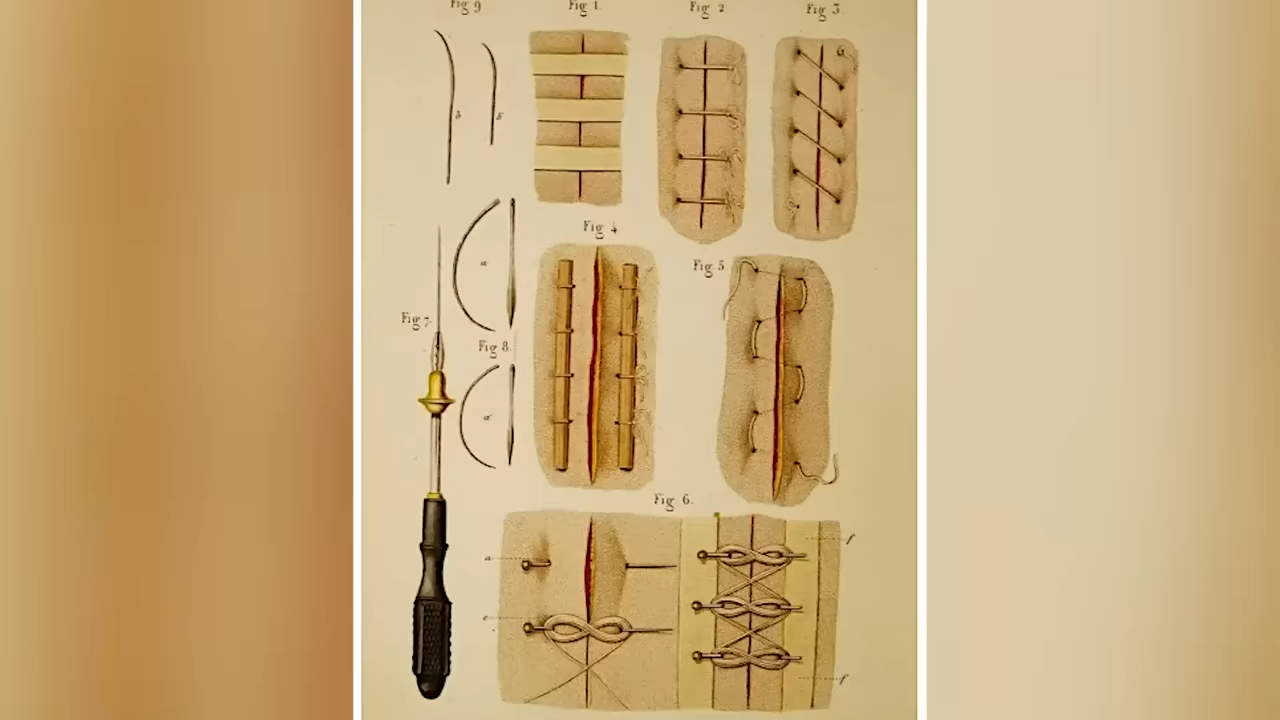 Fig 9
Fig 1.
Fig 2
Fig 3.
b
G
a
Fig 4
Fig 5
Fig 7.
Fig 8.
a'
Fig 6.
a
f
e
f